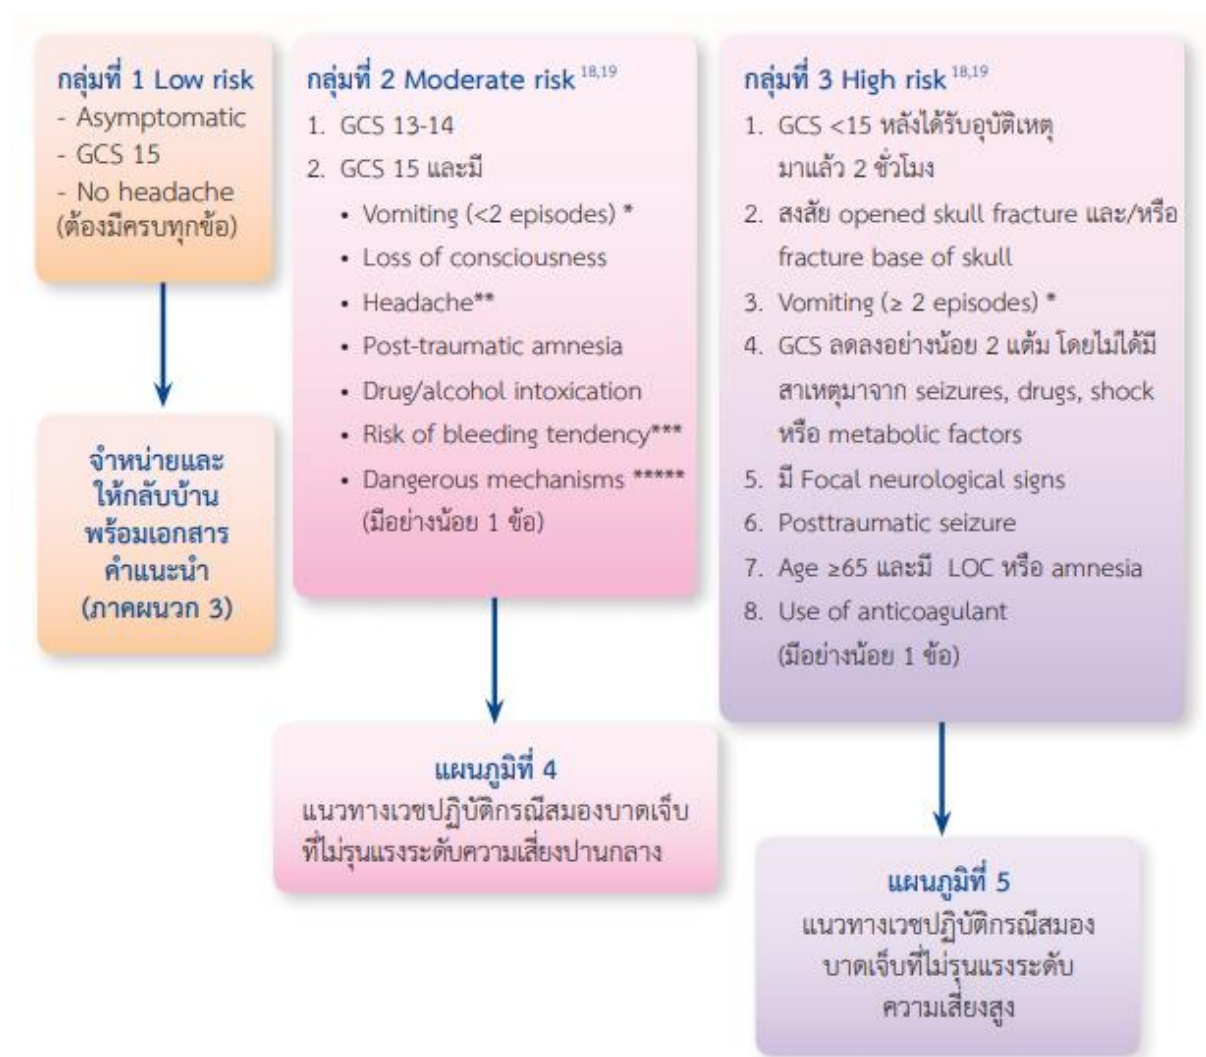 กลุ่มที่ 1 Low risk
- Asymptomatic
- GCS 15
- No headache
(ต้องมีครบทุกข้อ)
จำหน่ายและ
ให้กลับบ้าน
พร้อมเอกสาร
คำแนะนำ
(ภาคผนวก 3)
กลุ่มที่ 2 Moderate risk 18,19
1. GCS 13-14
2. GCS 15 และมี
• Vomiting (<2 episodes) *
• Loss of consciousness
• Headache**
• Post-traumatic amnesia
• Drug/alcohol intoxication
• Risk of bleeding tendency***
• Dangerous mechanisms *****
(มีอย่างน้อย 1 ข้อ)
แผนภูมิที่ 4
แนวทางเวชปฏิบัติกรณีสมองบาดเจ็บ
ที่ไม่รุนแรงระดับความเสี่ยงปานกลาง
กลุ่มที่ 3 High risk 18,19
1. GCS <15 หลังได้รับอุบัติเหตุ
มาแล้ว 2 ชั่วโมง
2. สงสัย opened skull fracture และ/หรือ
fracture base of skull
3. Vomiting (≥ 2 episodes) *
4. GCS ลดลงอย่างน้อย 2 แต้ม โดยไม่ได้มี
สาเหตุมาจาก seizures, drugs, shock
หรือ metabolic factors
5. มี Focal neurological signs
6. Posttraumatic seizure
7. Age ≥65 และมี LOC หรือ amnesia
8. Use of anticoagulant
(มีอย่างน้อย 1 ข้อ)
แผนภูมิที่ 5
แนวทางเวชปฏิบัติกรณีสมอง
บาดเจ็บที่ไม่รุนแรงระดับ
ความเสี่ยงสูง